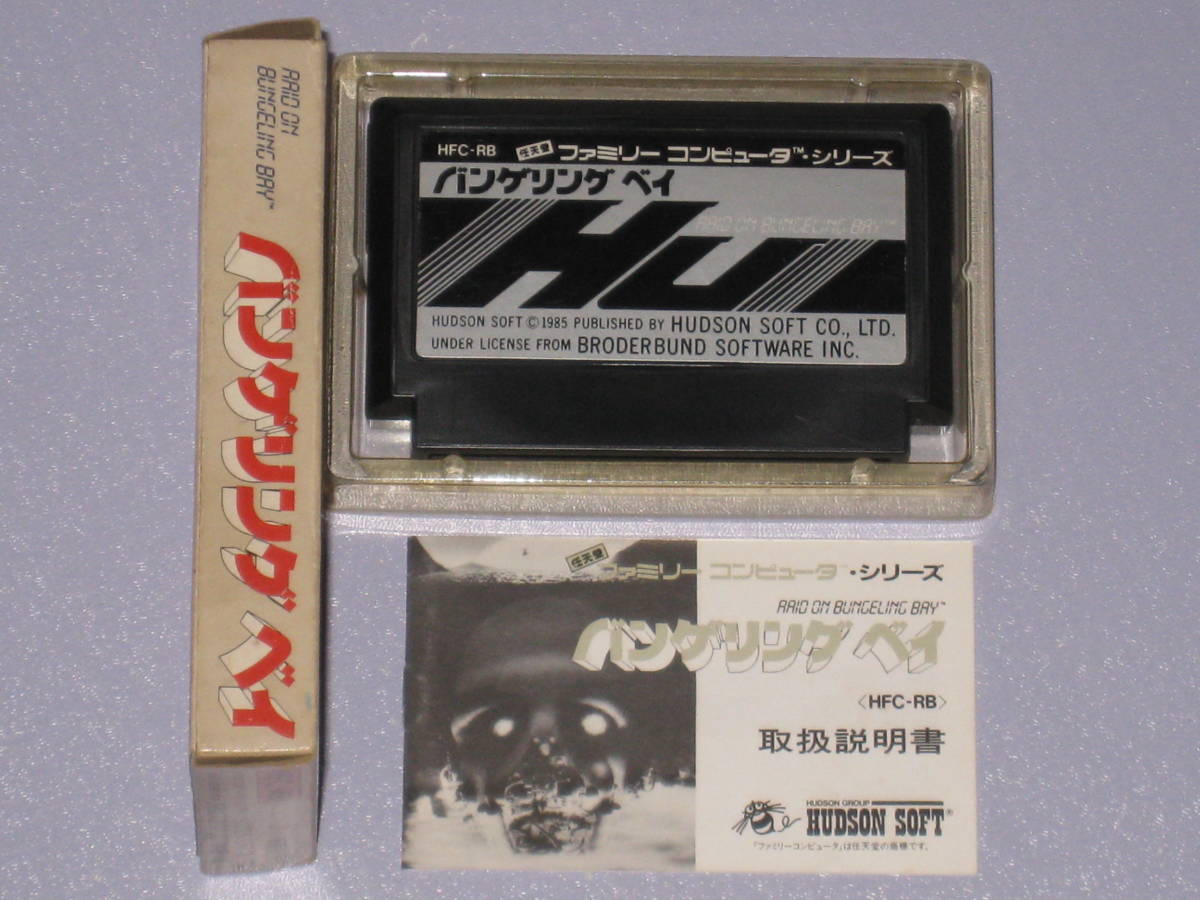 RAID ON
BUNGELING BAY™
バンゲリング ベイ
HFC-RB 任天堂 ファミリー コンピュータ™・シリーズ
バンゲリング ベイ
RAID ON BUNGELING BAY™
HU
HUDSON SOFT © 1985 PUBLISHED BY HUDSON SOFT CO., LTD.
UNDER LICENSE FROM BRODERBUND SOFTWARE INC.
任天堂 ファミリー コンピュータ™・シリーズ
RAID ON BUNGELING BAY™
バンゲリング ベイ
〈HFC-RB〉
取扱説明書
HUDSON GROUP
HUDSON SOFT®
「ファミリーコンピュータ」は任天堂の商標です。